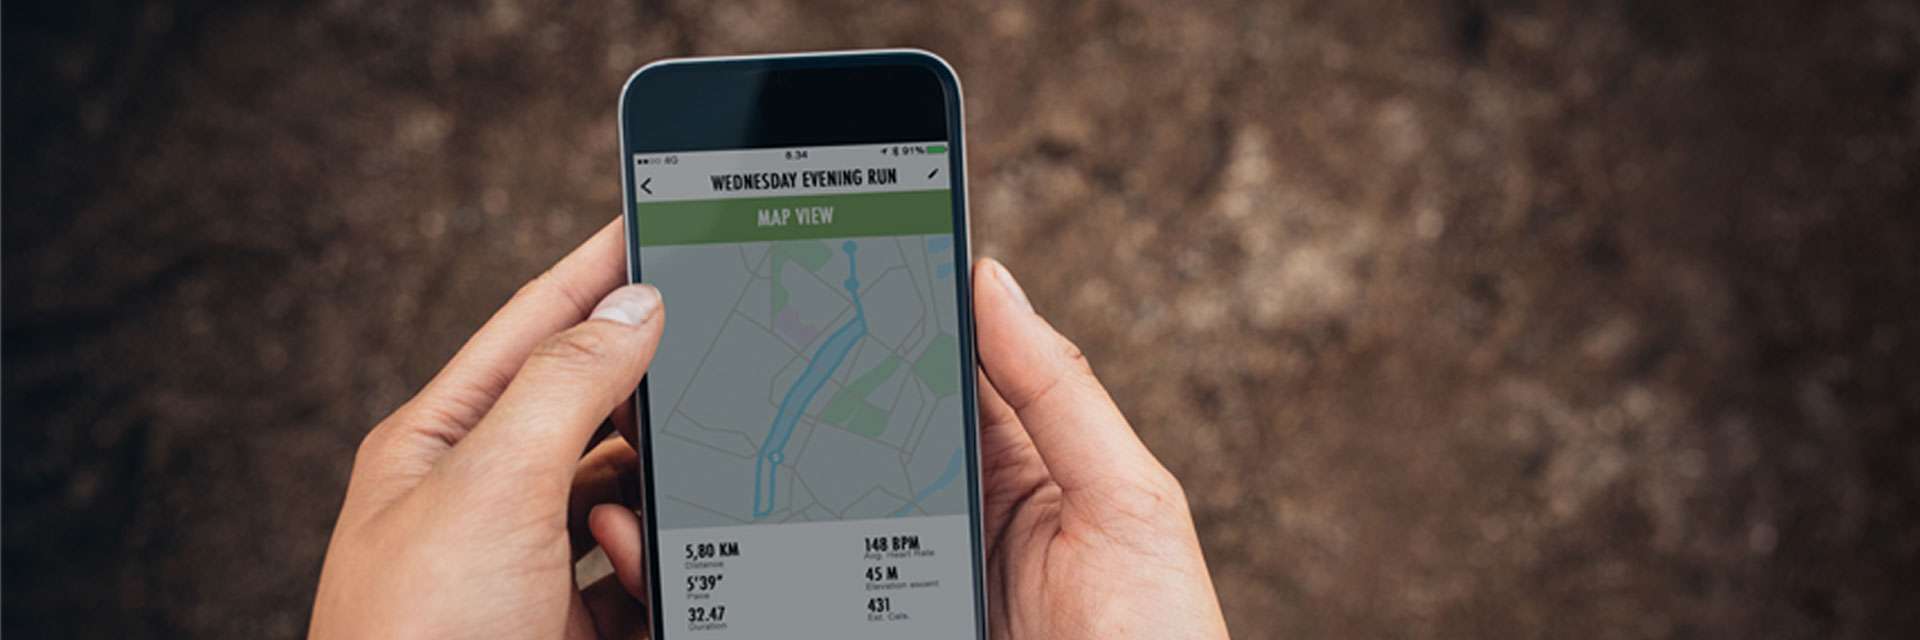 4G 8.34 91%
WEDNESDAY EVENING RUN
MAP VIEW
5,80 KM
Distance
5'39"
Pace
32.47
Duration
148 BPM
Avg. Heart Rate
45 M
Elevation ascent
431
Est. Cals.